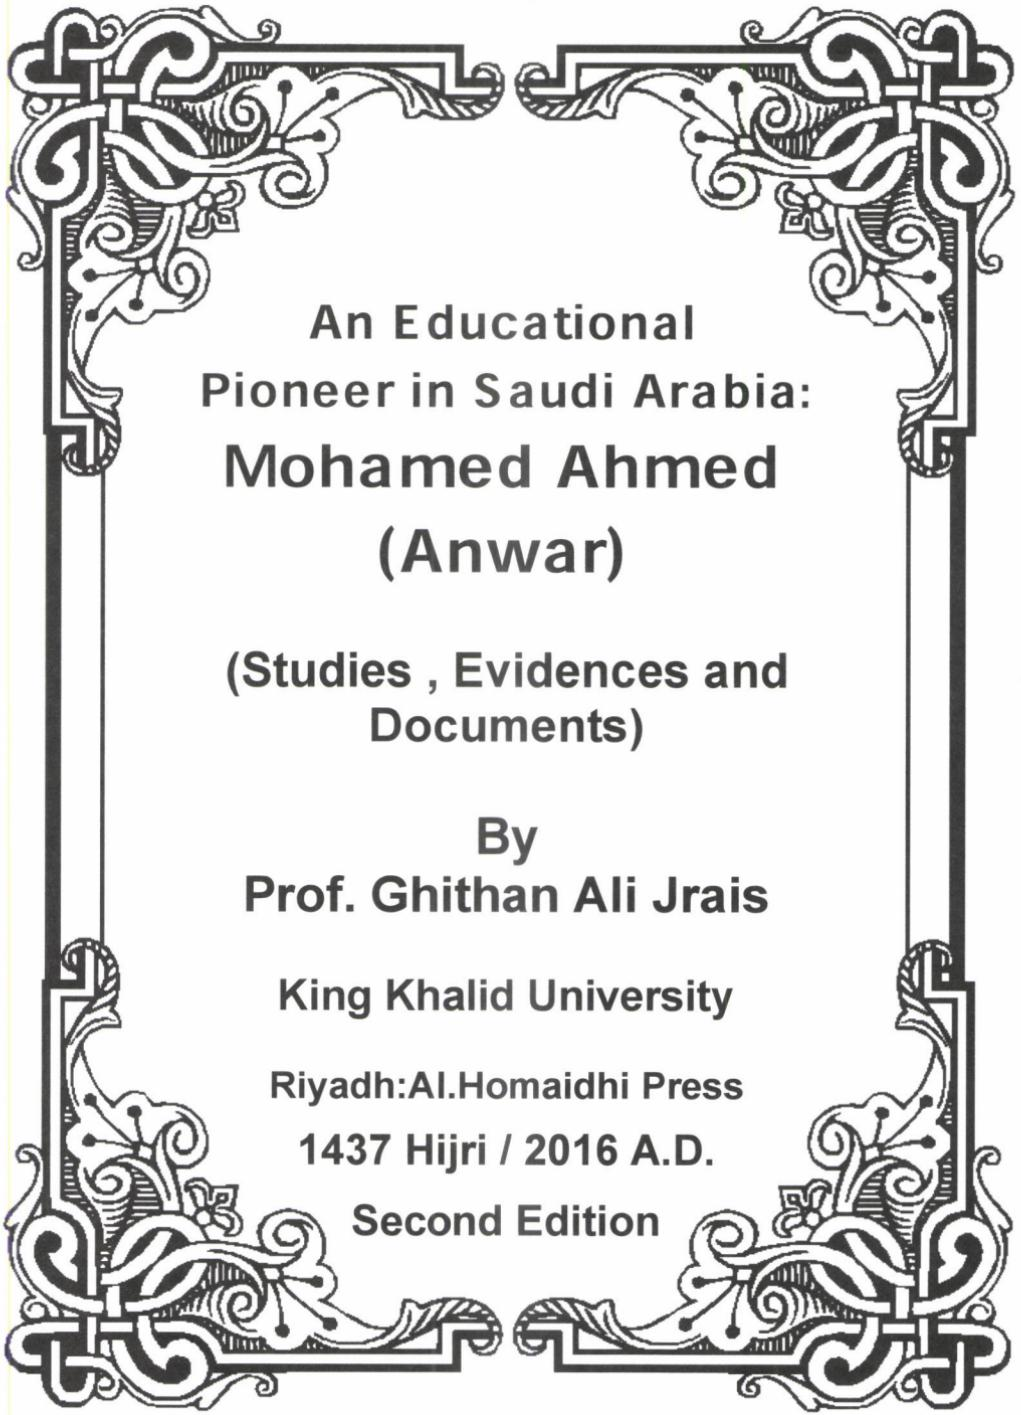 An Educational
Pioneer in Saudi Arabia:
Mohamed Ahmed
(Anwar)
(Studies , Evidences and
Documents)
By
Prof. Ghithan Ali Jrais
King Khalid University
Riyadh:Al.Homaidhi Press
1437 Hijri / 2016 A.D.
Second Edition